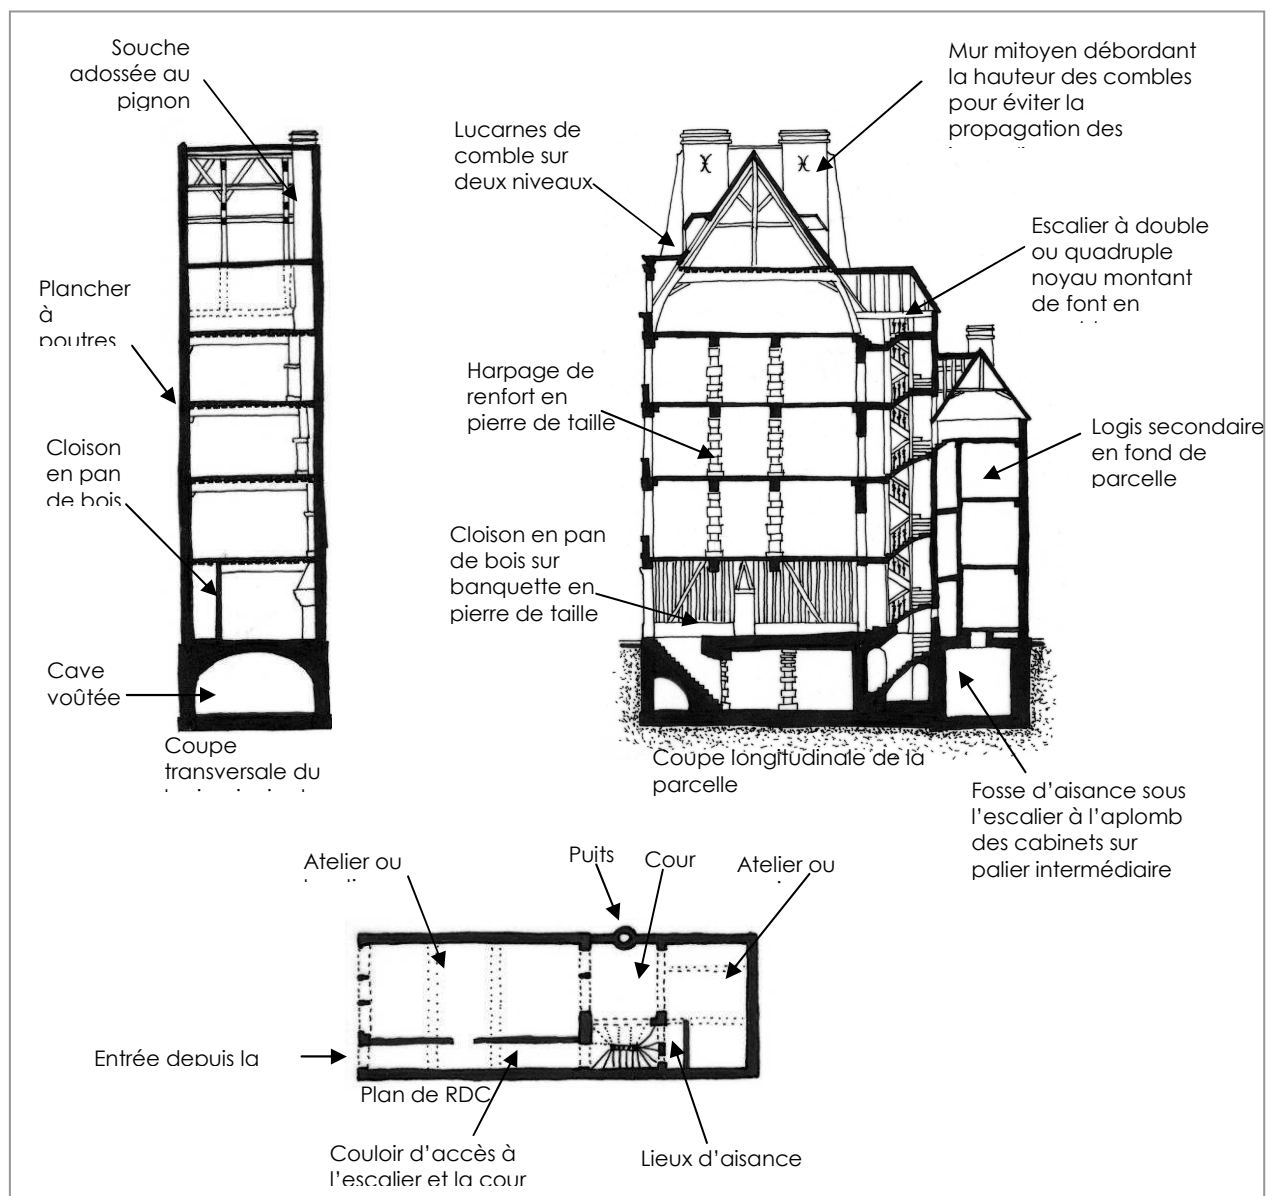 Souche
adossée au
pignon
Mur mitoyen débordant
la hauteur des combles
pour éviter la
propagation des
Lucarnes de
comble sur
deux niveaux
Escalier à double
ou quadruple
noyau montant
de font en
Plancher
à
poutres
Harpage de
renfort en
pierre de taille
Cloison
en pan
de bois
Logis secondaire
en fond de
parcelle
Cloison en pan
de bois sur
banquette en
pierre de taille
Cave
voûtée
Coupe
transversale du
Coupe longitudinale de la
parcelle
Fosse d’aisance sous
l’escalier à l’aplomb
des cabinets sur
palier intermédiaire
Atelier ou
Puits
Cour
Atelier ou
Entrée depuis la
Plan de RDC
Couloir d’accès à
l’escalier et la cour
Lieux d’aisance